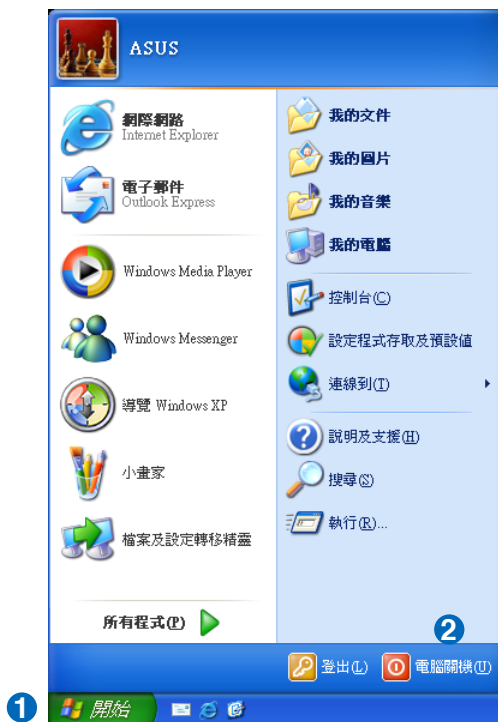 ASUS
網際網路
Internet Explorer
電子郵件
Outlook Express
Windows Media Player
Windows Messenger
導覽 Windows XP
小畫家
檔案及設定轉移精靈
所有程式(P)
我的文件
我的圖片
我的音樂
我的電腦
控制台(C)
設定程式存取及預設值
連線到(T)
說明及支援(H)
搜尋(S)
執行(R)...
2
登出(L) 電腦關機(U)
1 開始